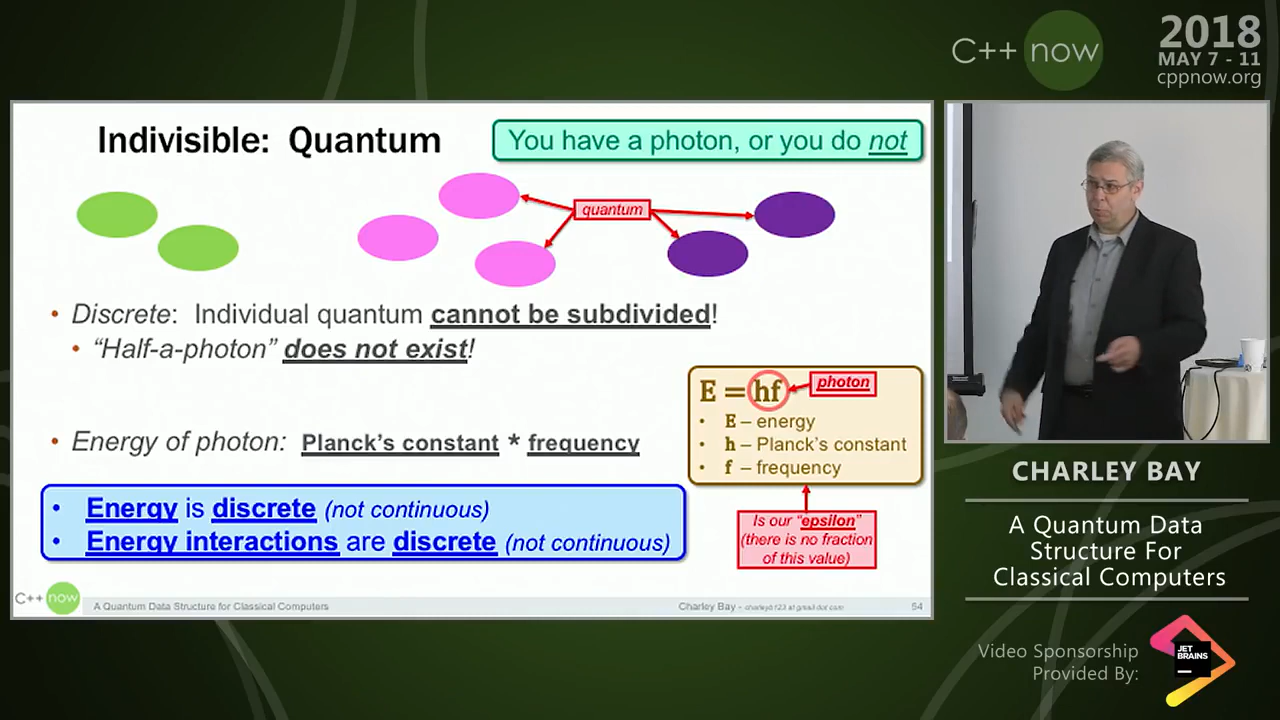 C++ now
2018
MAY 7 - 11
cppnow.org
Indivisible: Quantum
You have a photon, or you do not
quantum
• Discrete: Individual quantum cannot be subdivided!
• “Half-a-photon” does not exist!
E = hf
photon
• E – energy
• h – Planck's constant
• f – frequency
• Energy of photon: Planck's constant * frequency
• Energy is discrete (not continuous)
• Energy interactions are discrete (not continuous)
Is our “epsilon”
(there is no fraction
of this value)
C++ now
A Quantum Data Structure for Classical Computers
Charley Bay - charleyb123 at gmail dot com
54
CHARLEY BAY
A Quantum Data
Structure For
Classical Computers
Video Sponsorship
Provided By:
JET
BRAINS